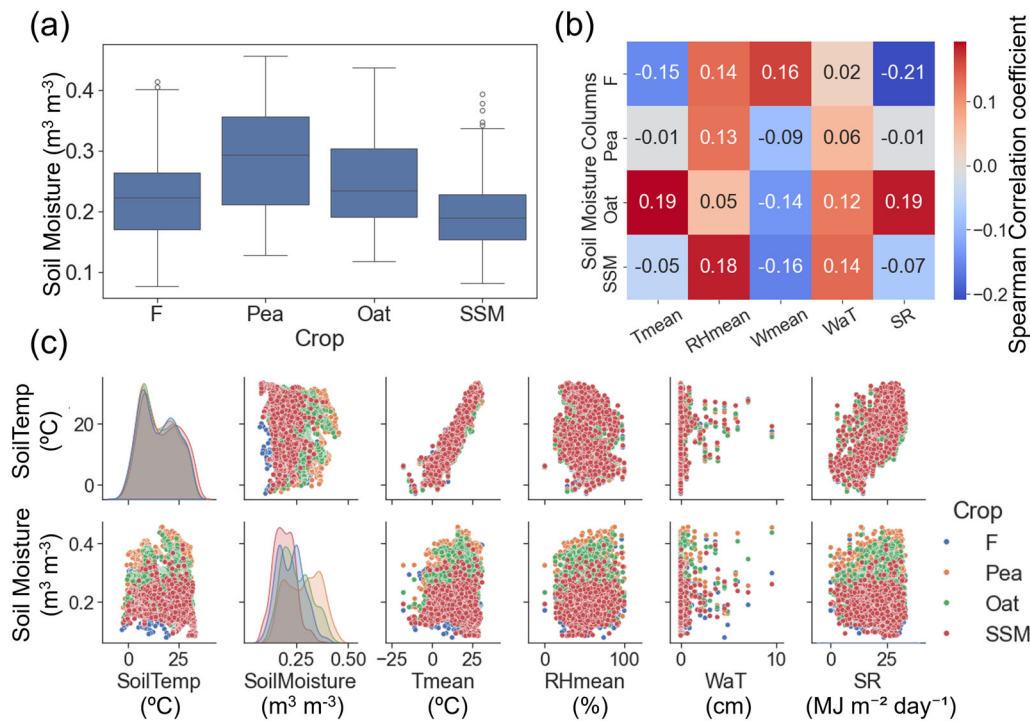 (a)
Soil Moisture (m³ m⁻³)
0.4
0.3
0.2
0.1
F Pea Oat SSM
Crop
(b)
Soil Moisture Columns
F Pea Oat SSM
-0.15 0.14 0.16 0.02 -0.21
-0.01 0.13 -0.09 0.06 -0.01
0.19 0.05 -0.14 0.12 0.19
-0.05 0.18 -0.16 0.14 -0.07
Tmean RHmean Wmean WaT SR
0.1
0.0
-0.1
-0.2
Spearman Correlation coefficient
(c)
SoilTemp
(ºC)
20
0
Soil Moisture
(m³ m⁻³)
0.4
0.2
0 25 0.25 0.50 −25 0 25 0 100 0 10 0 25
SoilTemp SoilMoisture Tmean RHmean WaT SR
(ºC) (m³ m⁻³) (ºC) (%) (cm) (MJ m⁻² day⁻¹)
Crop
F
Pea
Oat
SSM